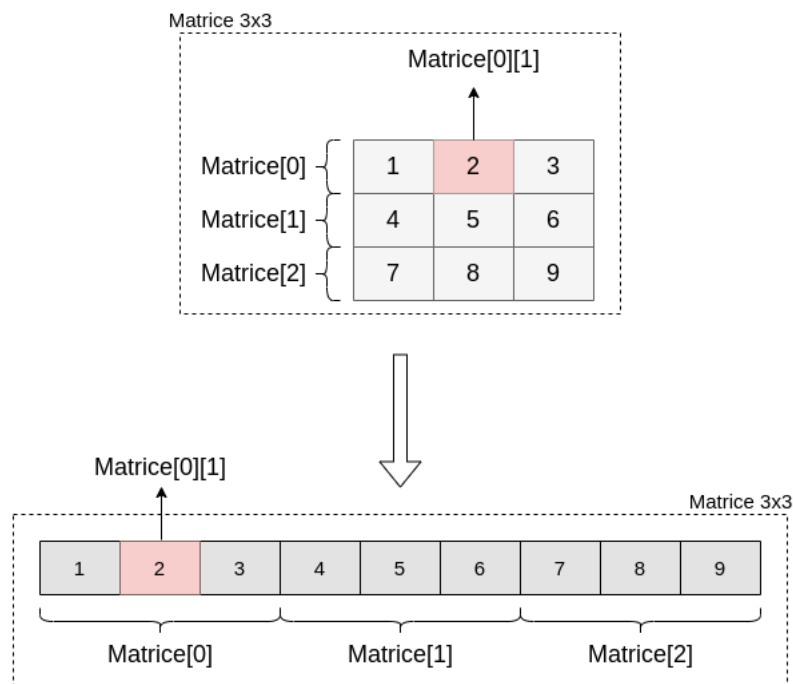 Matrice 3x3
Matrice[0][1]
Matrice[0] 1 2 3
Matrice[1] 4 5 6
Matrice[2] 7 8 9
Matrice[0][1]
Matrice 3x3
1 2 3 4 5 6 7 8 9
Matrice[0] Matrice[1] Matrice[2]